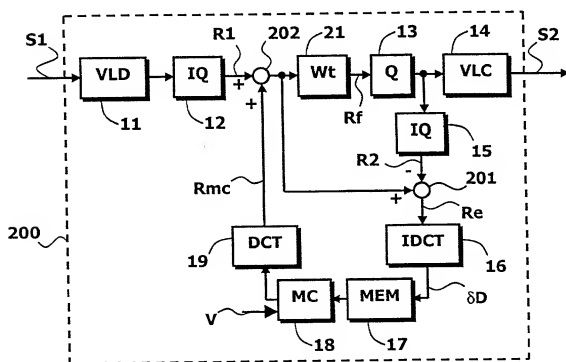 S1
R1
202
21
13
14
S2
VLD
IQ
Wt
Q
VLC
+
+
11
12
Rf
IQ
R2
-
15
Rmc
+
201
Re
200
DCT
IDCT
19
16
δD
V
MC
MEM
18
17